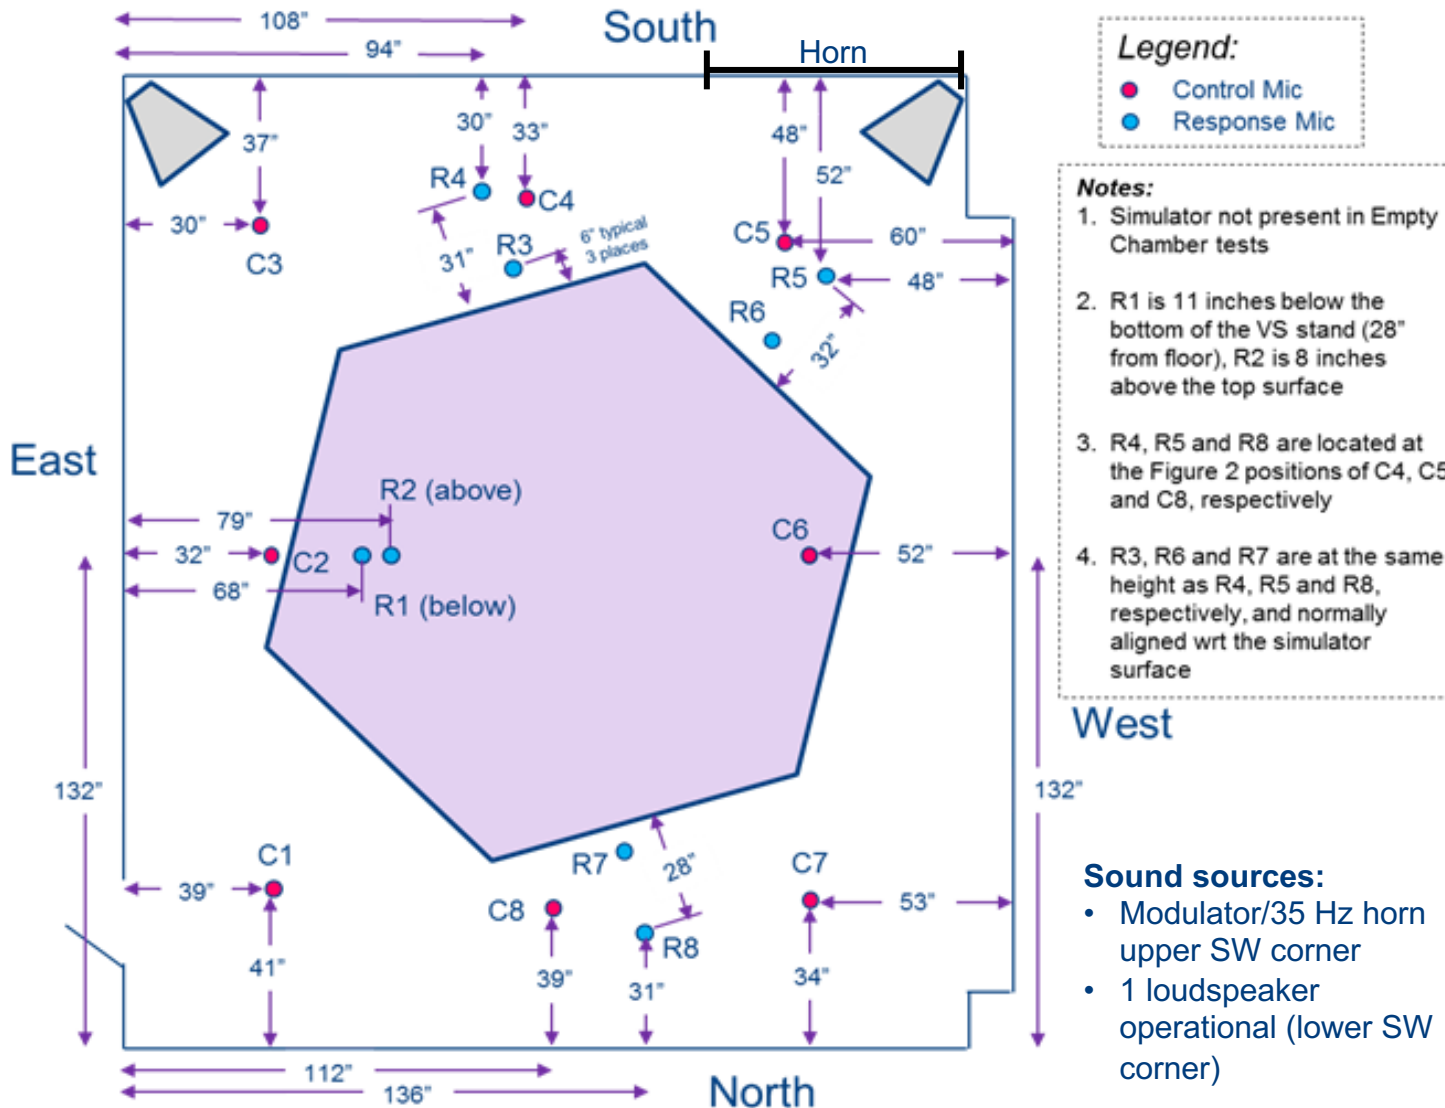 108”
South
94”
Horn
Legend:
Control Mic
Response Mic
37”
30”
33”
48”
52”
R4
C4
30”
C3
31”
R3
6” typical
3 places
C5
60”
R5
48”
R6
32”
Notes:
1. Simulator not present in Empty
Chamber tests
2. R1 is 11 inches below the
bottom of the VS stand (28”
from floor), R2 is 8 inches
above the top surface
3. R4, R5 and R8 are located at
the Figure 2 positions of C4, C5
and C8, respectively
4. R3, R6 and R7 are at the same
height as R4, R5 and R8,
respectively, and normally
aligned wrt the simulator
surface
East
R2 (above)
79”
C6
32”
C2
52”
68”
R1 (below)
West
132”
132”
C1
R7
28”
C7
39”
C8
53”
R8
41”
39”
31”
34”
Sound sources:
• Modulator/35 Hz horn
upper SW corner
• 1 loudspeaker
operational (lower SW
corner)
112”
136”
North